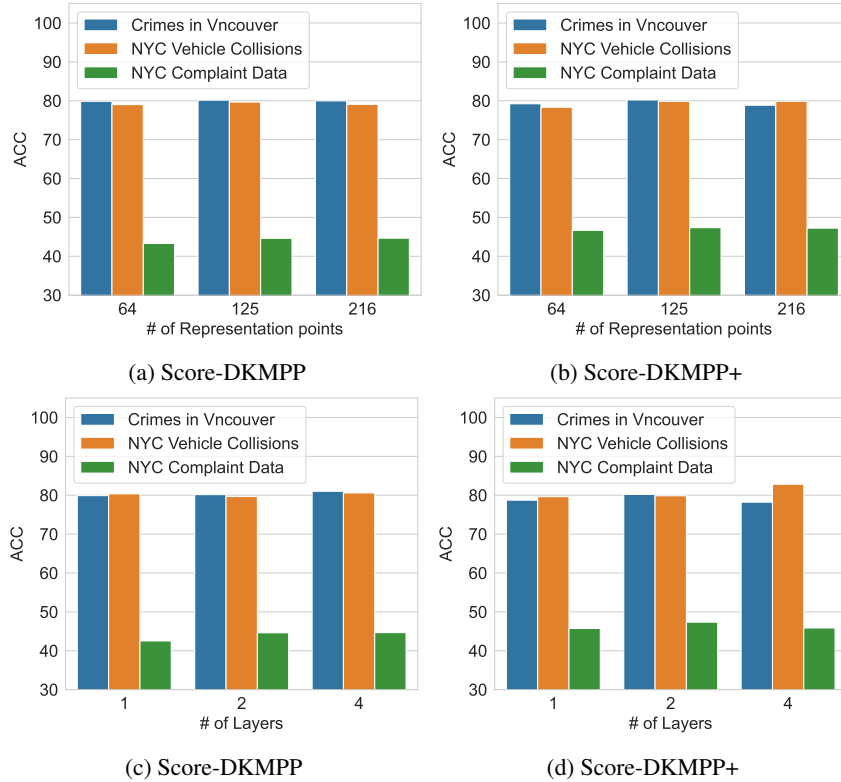 100
90
80
70
60
50
40
30
ACC
Crimes in Vncouver
NYC Vehicle Collisions
NYC Complaint Data
64 125 216
# of Representation points
(a) Score-DKMPP
100
90
80
70
60
50
40
30
ACC
Crimes in Vncouver
NYC Vehicle Collisions
NYC Complaint Data
64 125 216
# of Representation points
(b) Score-DKMPP+
100
90
80
70
60
50
40
30
ACC
Crimes in Vncouver
NYC Vehicle Collisions
NYC Complaint Data
1 2 4
# of Layers
(c) Score-DKMPP
100
90
80
70
60
50
40
30
ACC
Crimes in Vncouver
NYC Vehicle Collisions
NYC Complaint Data
1 2 4
# of Layers
(d) Score-DKMPP+